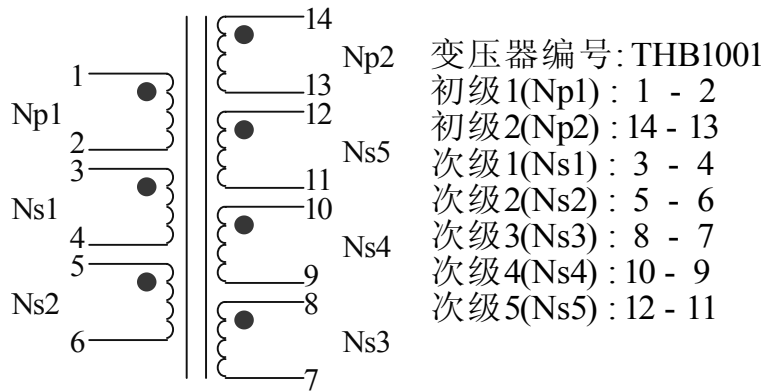 14
Np2
13
1
Np1
2
12
Ns5
11
3
Ns1
4
10
Ns4
9
5
Ns2
6
8
Ns3
7
变压器编号: THB1001
初级1(Np1) : 1 - 2
初级2(Np2) : 14 - 13
次级1(Ns1) : 3 - 4
次级2(Ns2) : 5 - 6
次级3(Ns3) : 8 - 7
次级4(Ns4) : 10 - 9
次级5(Ns5) : 12 - 11